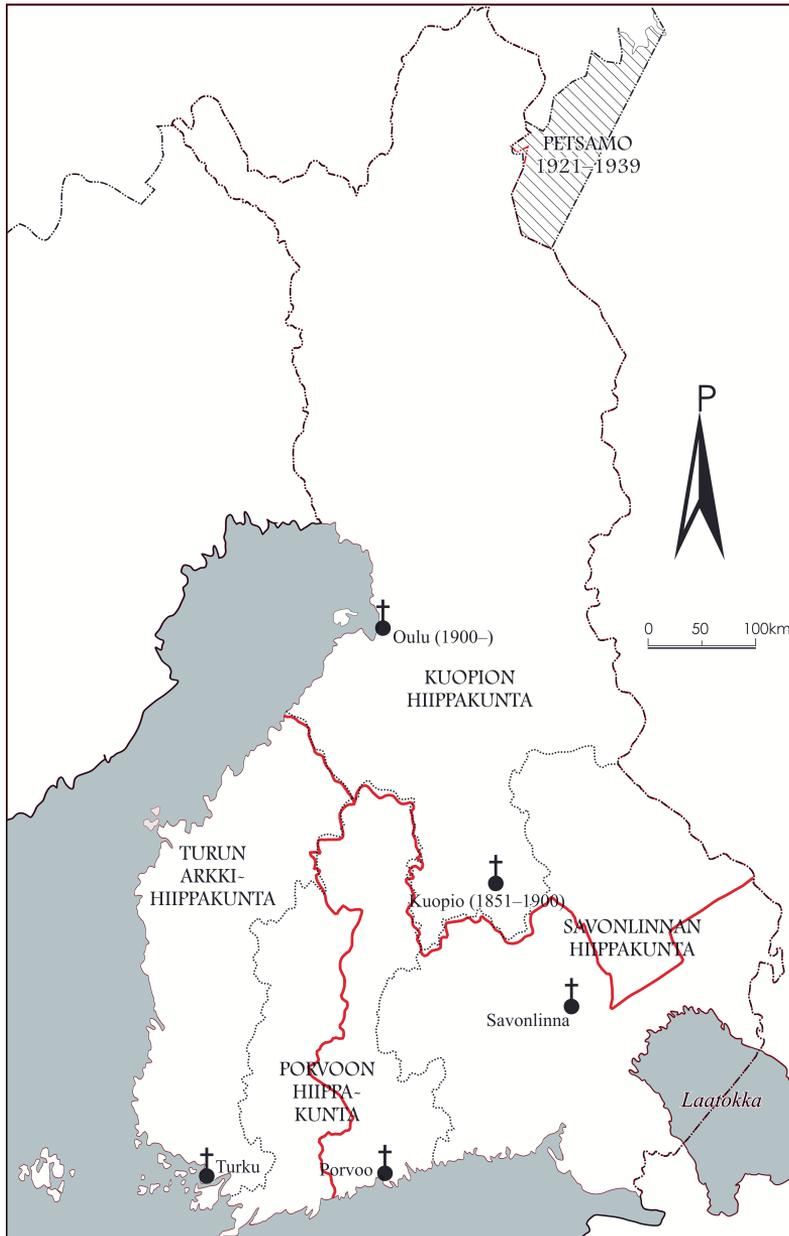 PETSAMO
1921–1939
P
0 50 100km
Oulu (1900–)
KUOPION
HIIPPAKUNTA
TURUN
ARKKI-
HIIPPAKUNTA
Kuopio (1851–1900)
SAVONLINNAN
HIIPPAKUNTA
Savonlinna
PORVOON
HIIPPA-
KUNTA
Laatokka
Turku
Porvoo